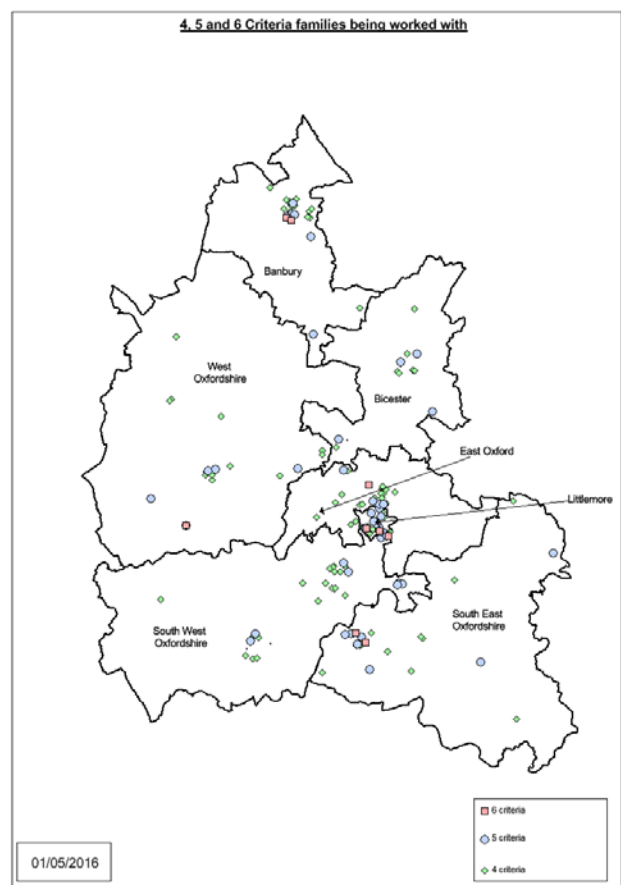 4, 5 and 6 Criteria families being worked with
Banbury
West
Oxfordshire
Bicester
East Oxford
Littlemore
South West
Oxfordshire
South East
Oxfordshire
6 criteria
5 criteria
4 criteria
01/05/2016